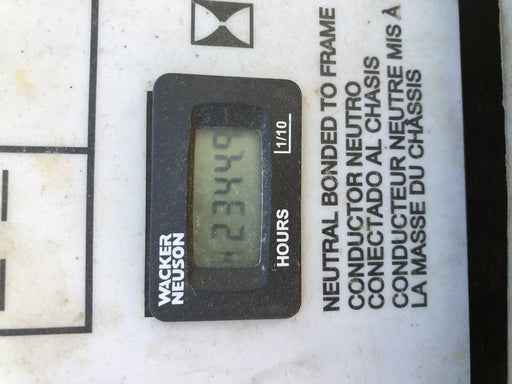 WACKER
NEUSON
23449
HOURS 1/10
NEUTRAL BONDED TO FRAME
CONDUCTOR NEUTRO
CONECTADO AL CHASIS
CONDUCTEUR NEUTRE MIS À
LA MASSE DU CHÂSSIS